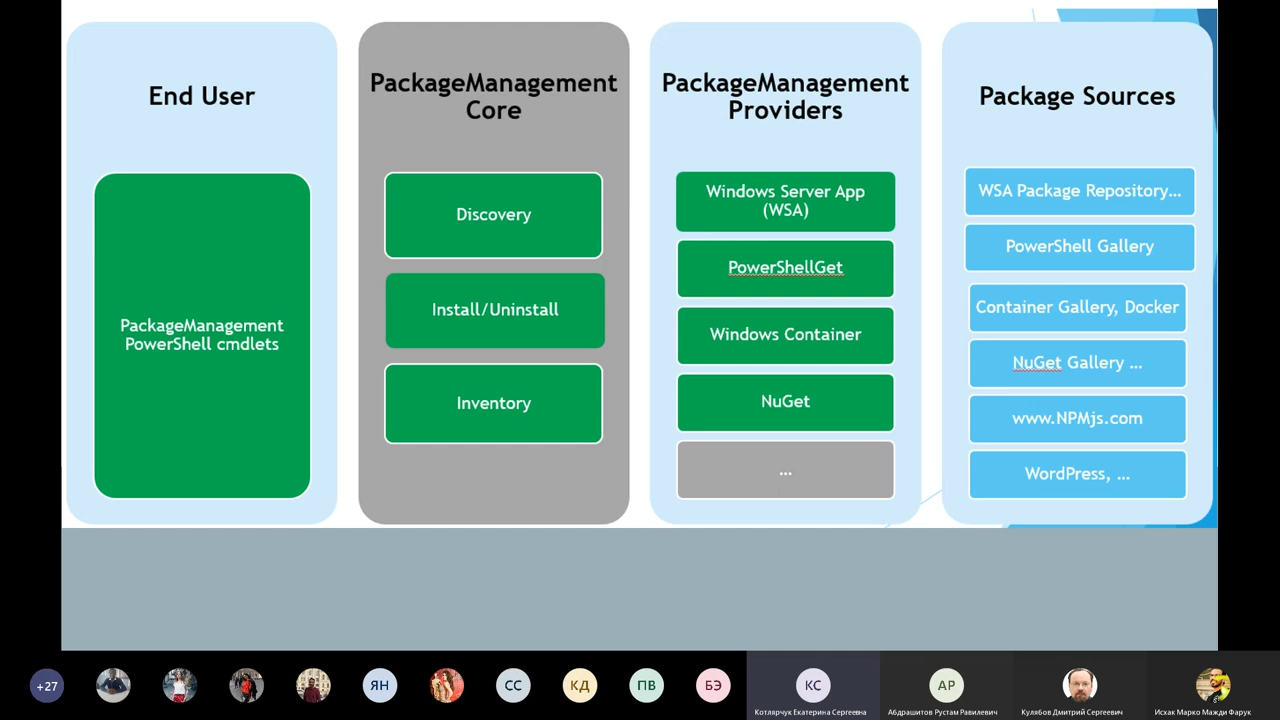 End User
PackageManagement
PowerShell cmdlets
PackageManagement
Core
Discovery
Install/Uninstall
Inventory
PackageManagement
Providers
Windows Server App
(WSA)
PowerShellGet
Windows Container
NuGet
...
Package Sources
WSA Package Repository...
PowerShell Gallery
Container Gallery, Docker
NuGet Gallery ...
www.NPMjs.com
WordPress, ...
+27
ЯН
СС
КД
ПВ
БЭ
КС
Котлярчук Екатерина Сергеевна
АР
Абдрашитов Рустам Равилевич
Кулябов Дмитрий Сергеевич
Исхак Марко Мажди Фарук